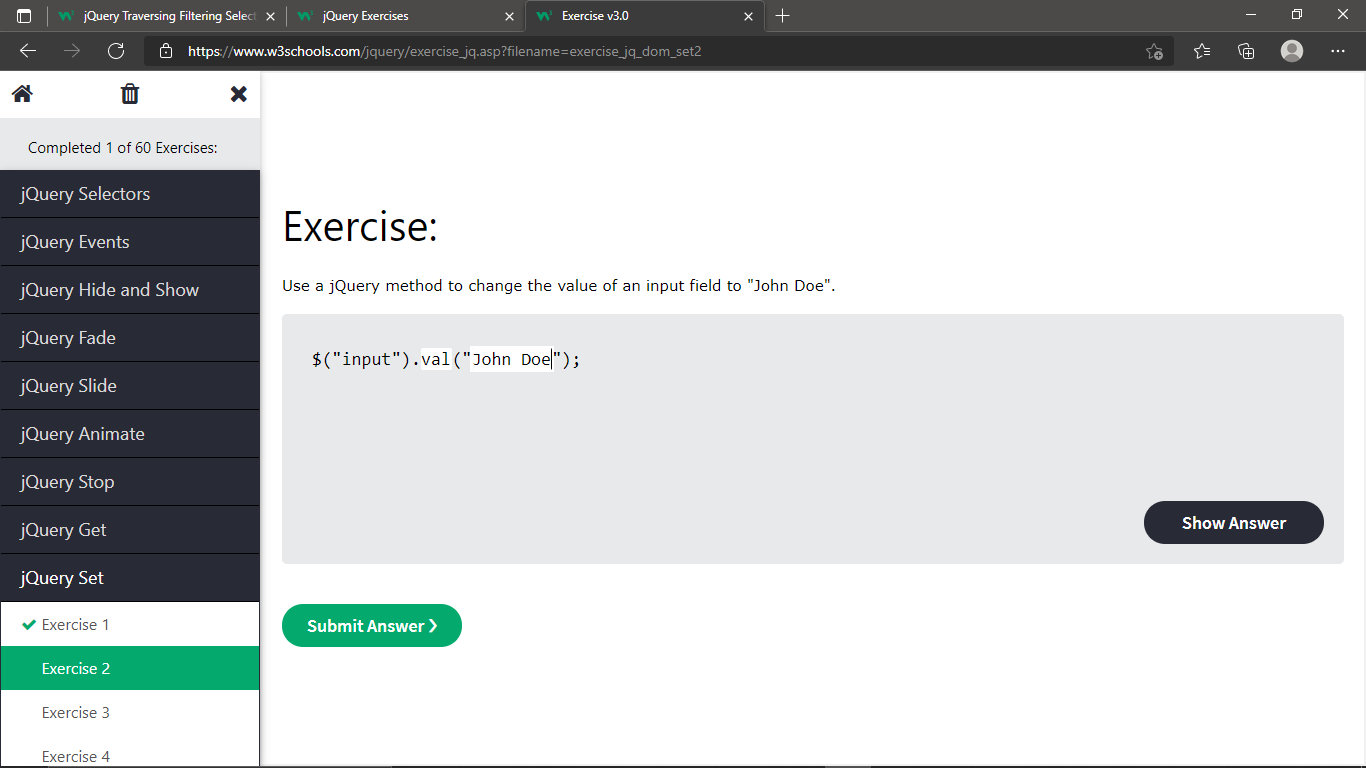 jQuery Traversing Filtering Select
jQuery Exercises
Exercise v3.0
https://www.w3schools.com/jquery/exercise_jq.asp?filename=exercise_jq_dom_set2
Completed 1 of 60 Exercises:
jQuery Selectors
jQuery Events
jQuery Hide and Show
jQuery Fade
jQuery Slide
jQuery Animate
jQuery Stop
jQuery Get
jQuery Set
Exercise 1
Exercise 2
Exercise 3
Exercise 4
Exercise:
Use a jQuery method to change the value of an input field to "John Doe".
$("input").val("John Doe");
Show Answer
Submit Answer ❯